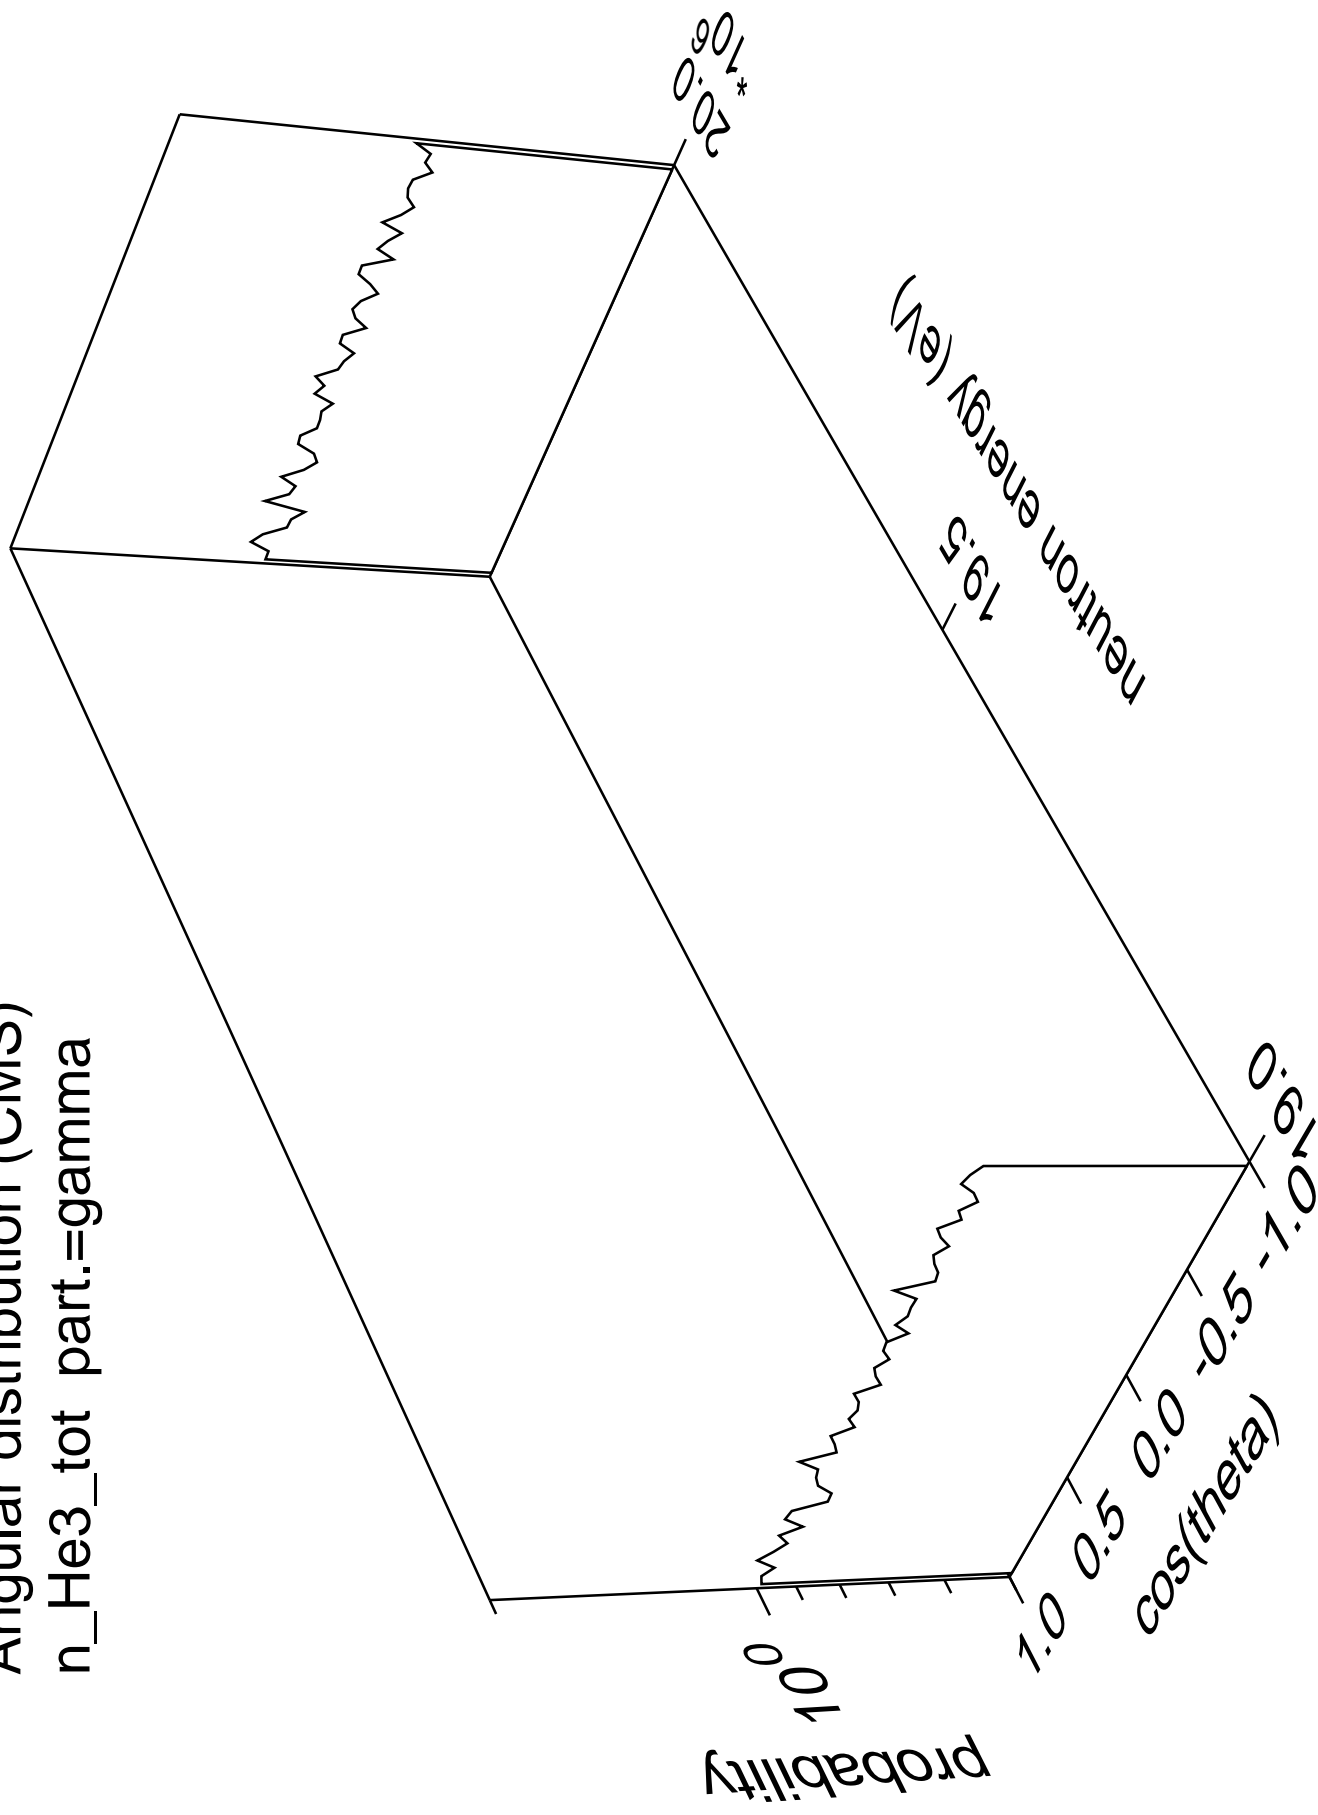 Angular distribution (CMS)
n_He3_tot part.=gamma
probability
10 0
1.0
0.5
0.0
-0.5
-1.0
cos(theta)
19.0
19.5
20.0
* 10 6
neutron energy (eV)